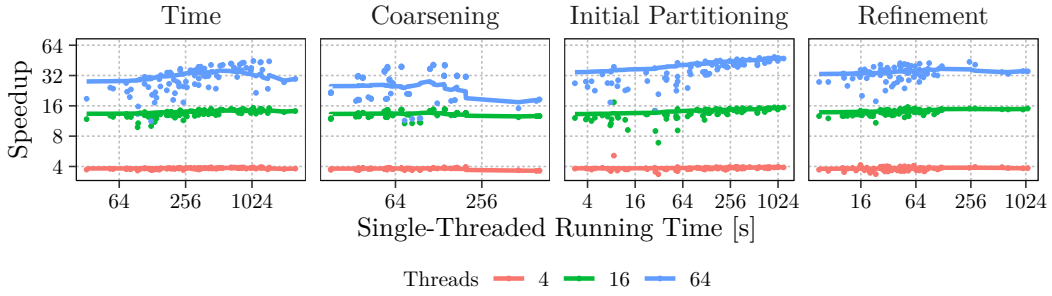 Time Coarsening Initial Partitioning Refinement
Speedup
64
32
16
8
4
64 256 1024 64 256 4 16 64 256 1024 16 64 256 1024
Single-Threaded Running Time [s]
Threads 4 16 64